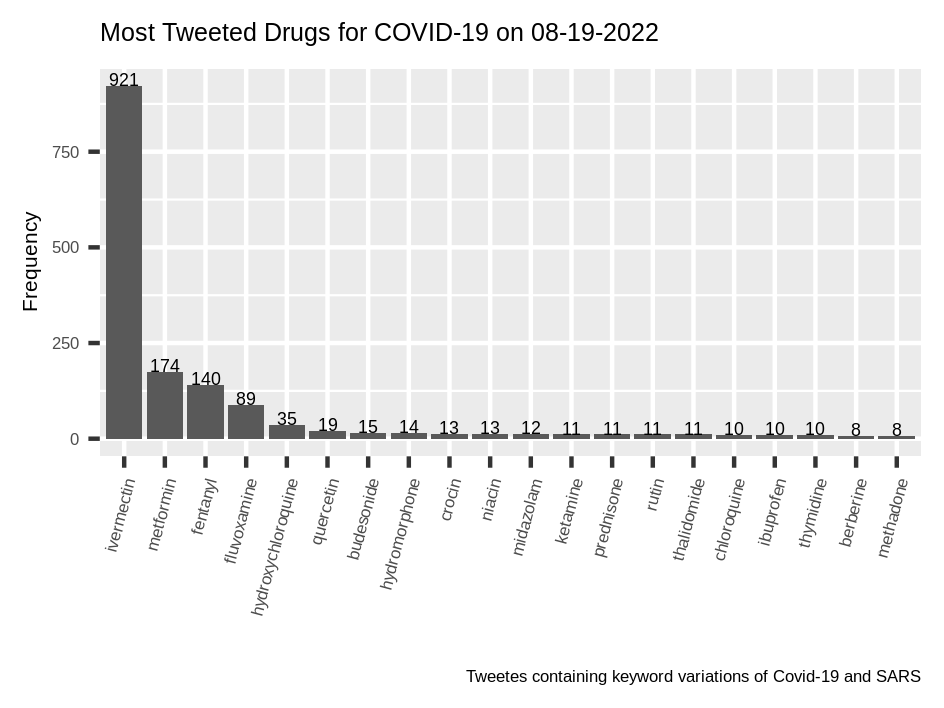 Most Tweeted Drugs for COVID-19 on 08-19-2022
921
750
Frequency
500
250
174
140
89
35
19
15
14
13
13
12
11
11
11
11
10
10
10
8
8
0
ivermectin
metformin
fentanyl
fluvoxamine
hydroxychloroquine
quercetin
budesonide
hydromorphone
crocin
niacin
midazolam
ketamine
prednisone
rutin
thalidomide
chloroquine
ibuprofen
thymidine
berberine
methadone
Tweetes containing keyword variations of Covid-19 and SARS